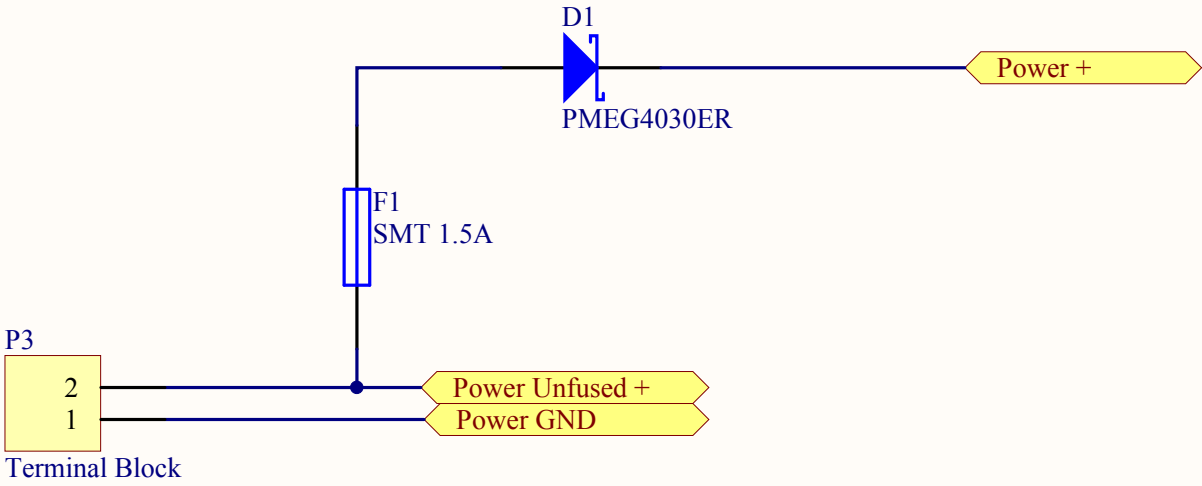 D1
Power +
PMEG4030ER
F1
SMT 1.5A
P3
2
Power Unfused +
1
Power GND
Terminal Block